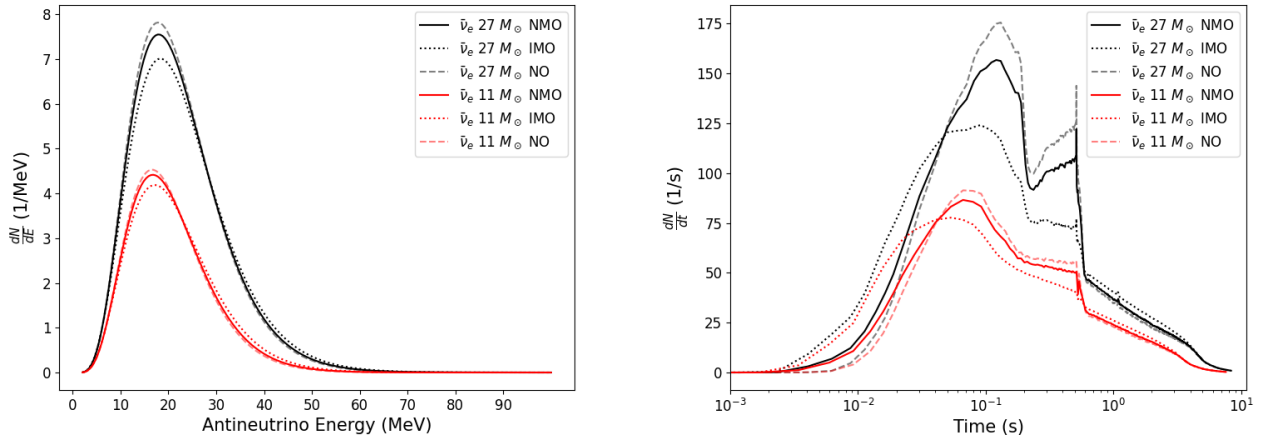 8
7
6
5
4
3
2
1
0
dN/dE (1/MeV)
0 10 20 30 40 50 60 70 80 90
Antineutrino Energy (MeV)
ν̄ₑ 27 M⊙ NMO
ν̄ₑ 27 M⊙ IMO
ν̄ₑ 27 M⊙ NO
ν̄ₑ 11 M⊙ NMO
ν̄ₑ 11 M⊙ IMO
ν̄ₑ 11 M⊙ NO
175
150
125
100
75
50
25
0
dN/dt (1/s)
10⁻³ 10⁻² 10⁻¹ 10⁰ 10¹
Time (s)
ν̄ₑ 27 M⊙ NMO
ν̄ₑ 27 M⊙ IMO
ν̄ₑ 27 M⊙ NO
ν̄ₑ 11 M⊙ NMO
ν̄ₑ 11 M⊙ IMO
ν̄ₑ 11 M⊙ NO